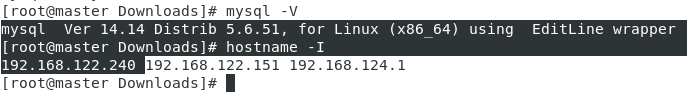 [root@master Downloads]# mysql -V
mysql  Ver 14.14 Distrib 5.6.51, for Linux (x86_64) using  EditLine wrapper
[root@master Downloads]# hostname -I
192.168.122.240 192.168.122.151 192.168.124.1
[root@master Downloads]#